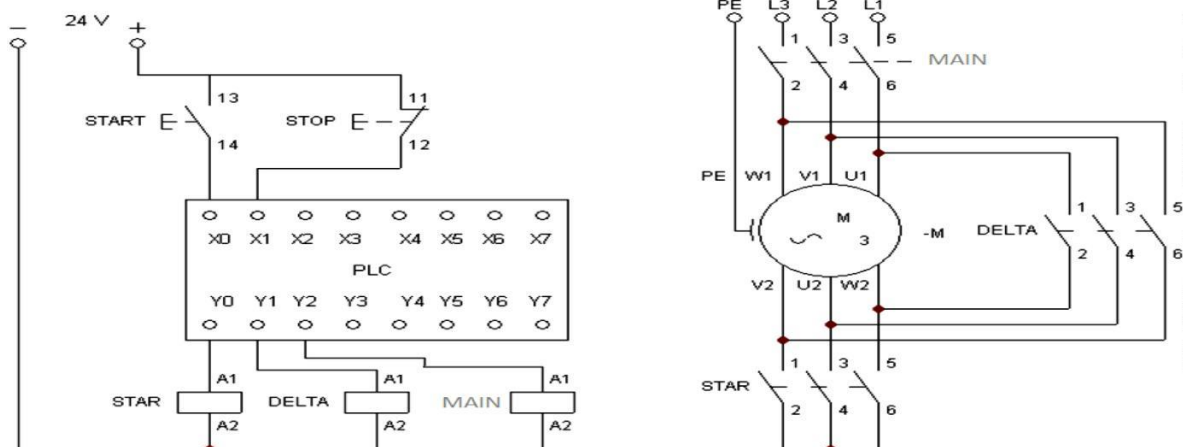 − 24 V +
13 11
START STOP
14 12
X0 X1 X2 X3 X4 X5 X6 X7
PLC
Y0 Y1 Y2 Y3 Y4 Y5 Y6 Y7
A1 A1 A1
STAR DELTA MAIN
A2 A2 A2
PE L3 L2 L1
1 3 5
MAIN
2 4 6
PE W1 V1 U1
1 3 5
M
3 -M DELTA
2 4 6
V2 U2 W2
1 3 5
STAR
2 4 6